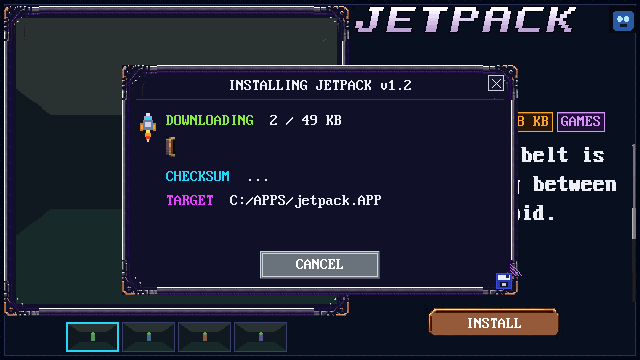 JETPACK
INSTALLING JETPACK v1.2
DOWNLOADING 2 / 49 KB
KB GAMES
CHECKSUM ...
belt is
between
TARGET C:/APPS/jetpack.APP
CANCEL
INSTALL